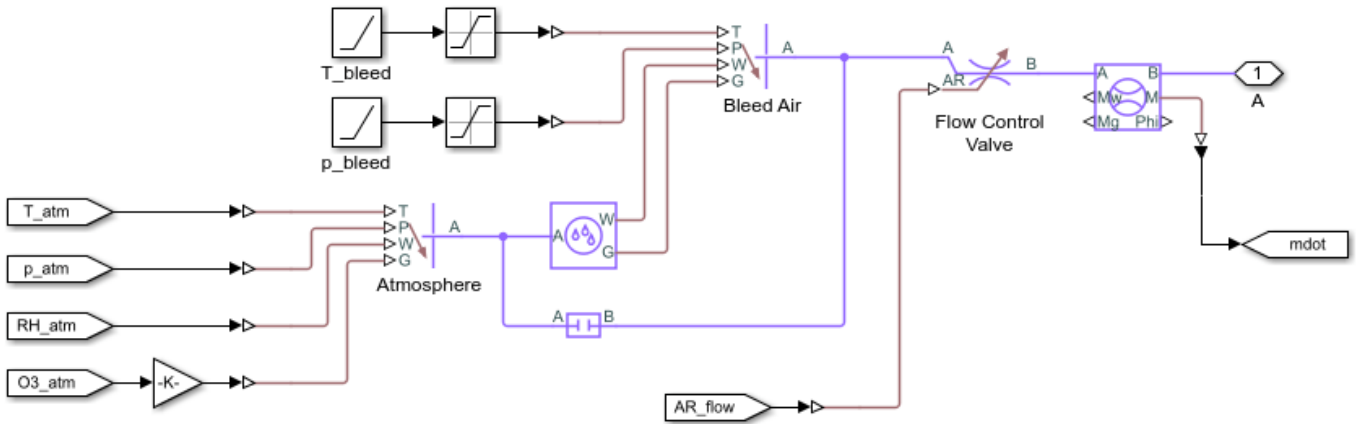 T_bleed
p_bleed
T
P
W
G
A
Bleed Air
A
AR
B
Flow Control
Valve
A
B
Mw
M
Mg
Phi
1
A
T_atm
p_atm
RH_atm
O3_atm
-K-
T
P
W
G
A
Atmosphere
A
W
G
A
B
AR_flow
mdot